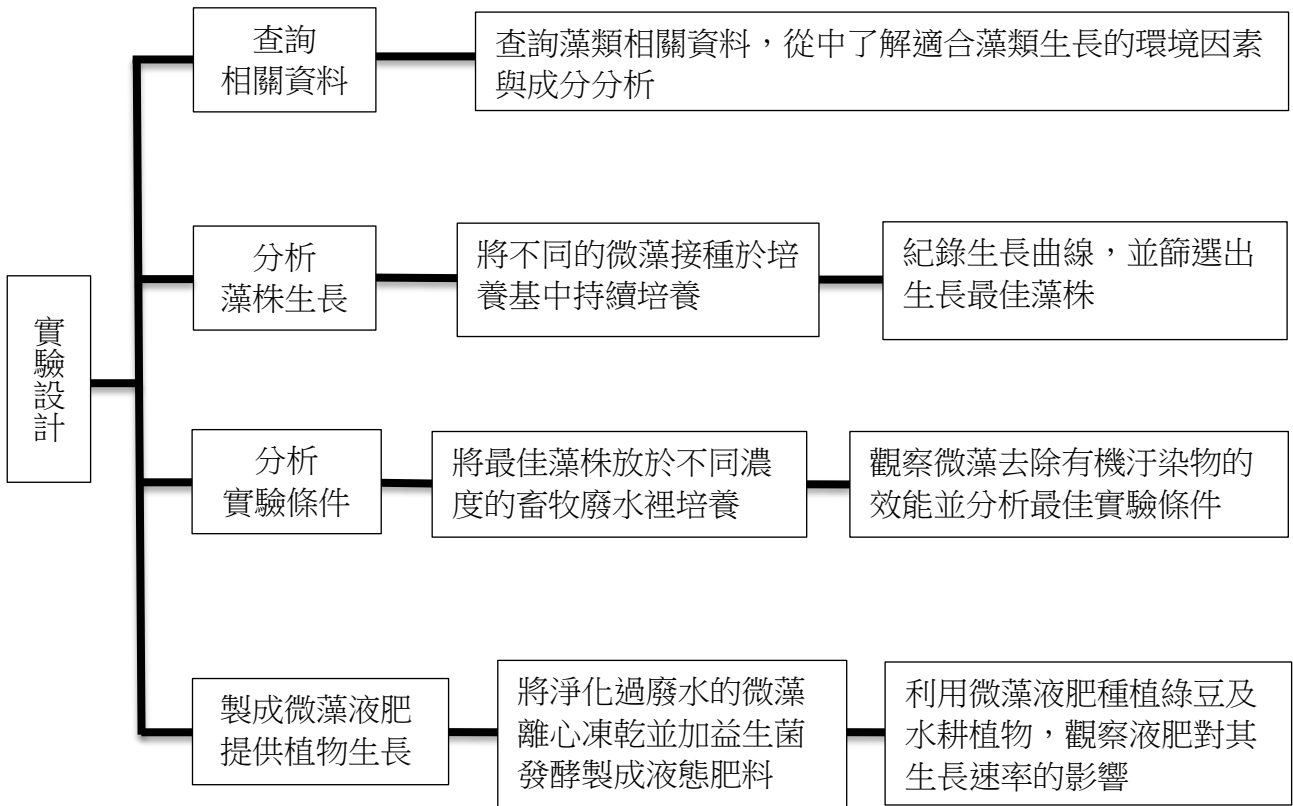 實驗設計
查詢
相關資料
查詢藻類相關資料，從中了解適合藻類生長的環境因素
與成分分析
分析
藻株生長
將不同的微藻接種於培
養基中持續培養
紀錄生長曲線，並篩選出
生長最佳藻株
分析
實驗條件
將最佳藻株放於不同濃
度的畜牧廢水裡培養
觀察微藻去除有機汙染物的
效能並分析最佳實驗條件
製成微藻液肥
提供植物生長
將淨化過廢水的微藻
離心凍乾並加益生菌
發酵製成液態肥料
利用微藻液肥種植綠豆及
水耕植物，觀察液肥對其
生長速率的影響